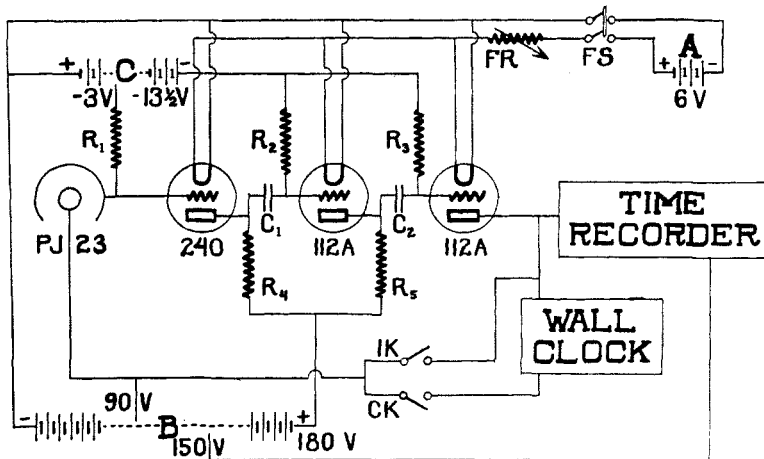 FR
FS
A
+
-
6 V
+
C
-
-3V
-13½V
R₁
R₂
R₃
PJ 23
240
C₁
112A
C₂
112A
TIME
RECORDER
R₄
R₅
WALL
CLOCK
IK
CK
90 V
-
B
+
150 V
180 V